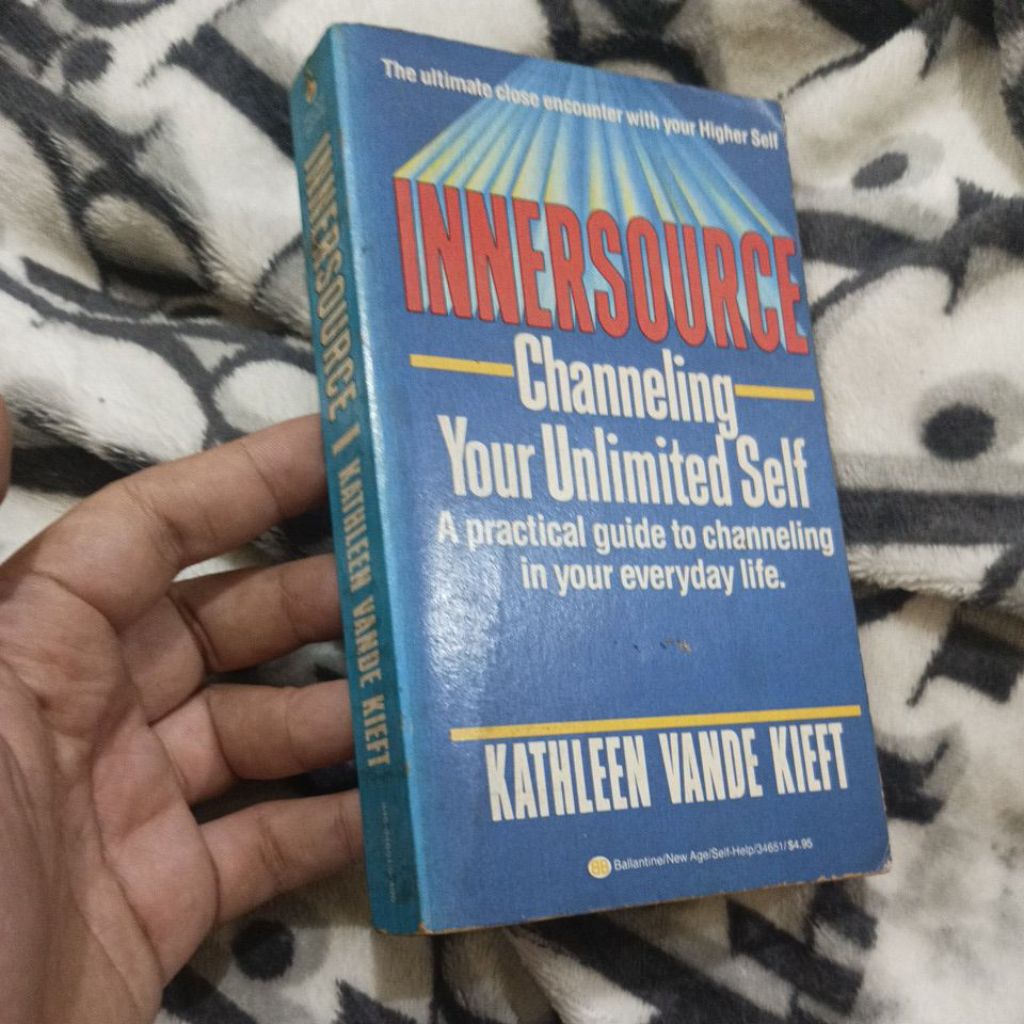 The ultimate close encounter with your Higher Self
INNERSOURCE
Channeling
Your Unlimited Self
A practical guide to channeling
in your everyday life.
KATHLEEN VANDE KIEFT
BB Ballantine/New Age/Self-Help/34651/$4.95
INNERSOURCE | KATHLEEN VANDE KIEFT